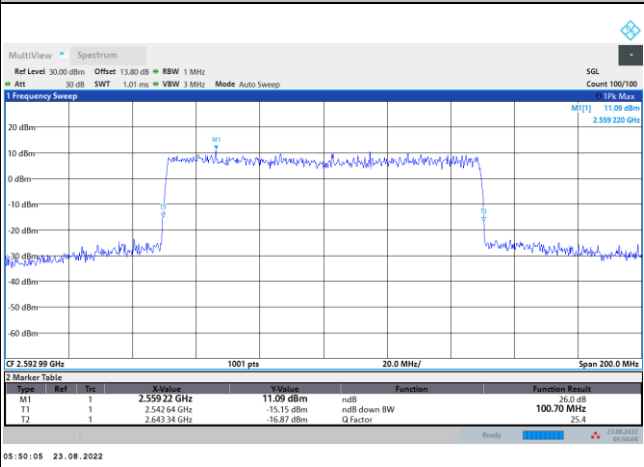 MultiView Spectrum
Ref Level 30.00 dBm Offset 13.80 dB RBW 1 MHz SGL
Att 30 dB SWT 1.01 ms VBW 3 MHz Mode Auto Sweep Count 100/100
1 Frequency Sweep 1Pk Max
M1[1] 11.09 dBm
2.559 220 GHz
20 dBm
M1
10 dBm
0 dBm
-10 dBm
T1
T2
-20 dBm
-30 dBm
-40 dBm
-50 dBm
-60 dBm
CF 2.592 99 GHz 1001 pts 20.0 MHz/ Span 200.0 MHz
2 Marker Table
Type Ref Trc X-Value Y-Value Function Function Result
M1 1 2.559 22 GHz 11.09 dBm ndB 26.0 dB
T1 1 2.542 64 GHz -15.15 dBm ndB down BW 100.70 MHz
T2 1 2.643 34 GHz -16.87 dBm Q Factor 25.4
Ready 23.08.2022
05:50:04
05:50:05 23.08.2022